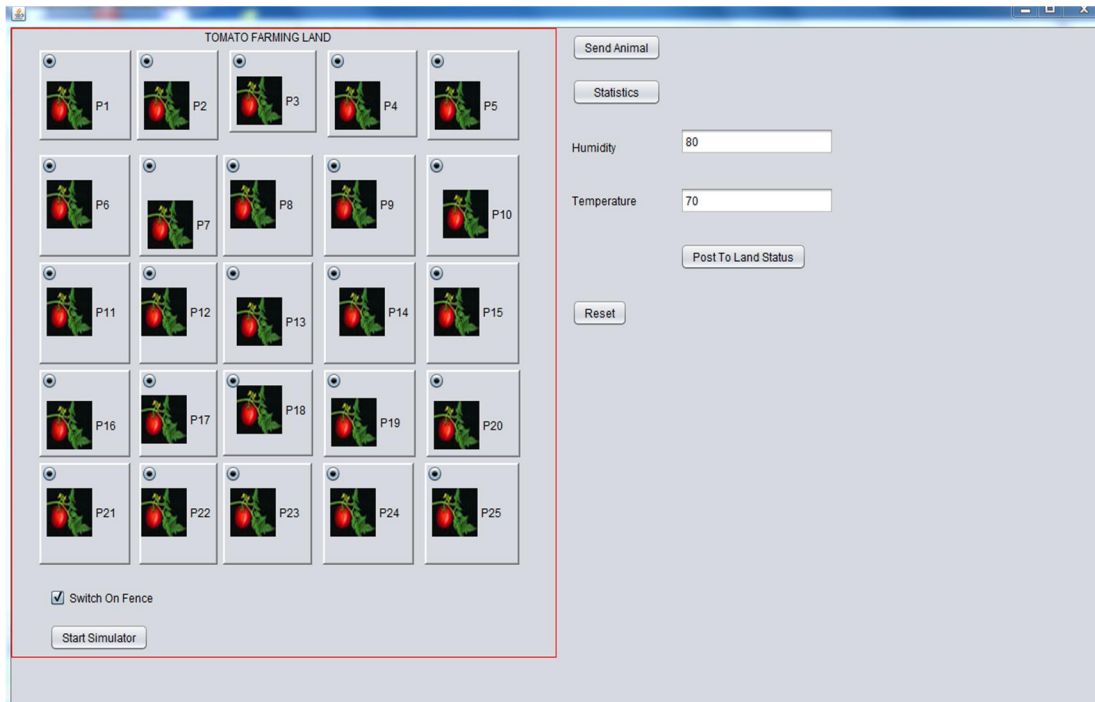 TOMATO FARMING LAND
P1 P2 P3 P4 P5
P6 P7 P8 P9 P10
P11 P12 P13 P14 P15
P16 P17 P18 P19 P20
P21 P22 P23 P24 P25
Switch On Fence
Start Simulator
Send Animal
Statistics
Humidity 80
Temperature 70
Post To Land Status
Reset